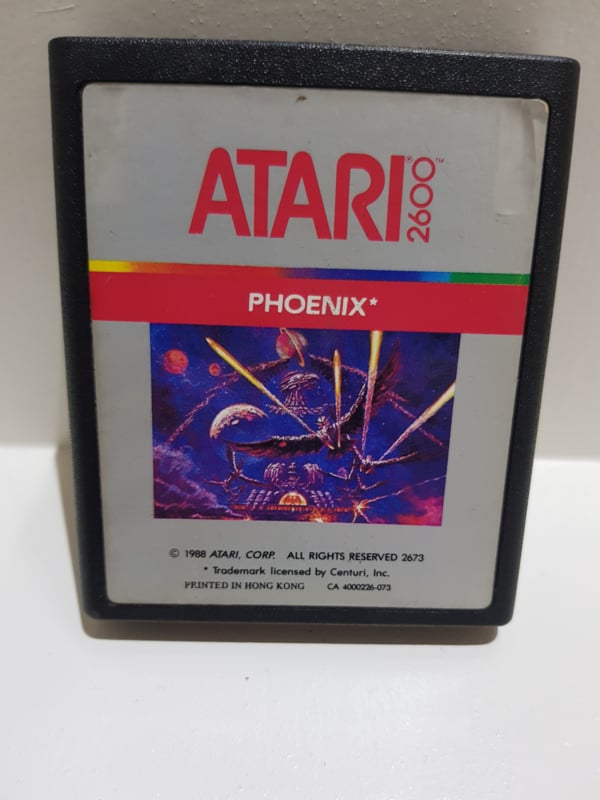 ATARI® 2600™
PHOENIX*
© 1988 ATARI, CORP. ALL RIGHTS RESERVED 2673
* Trademark licensed by Centuri, Inc.
PRINTED IN HONG KONG CA 4000226-073